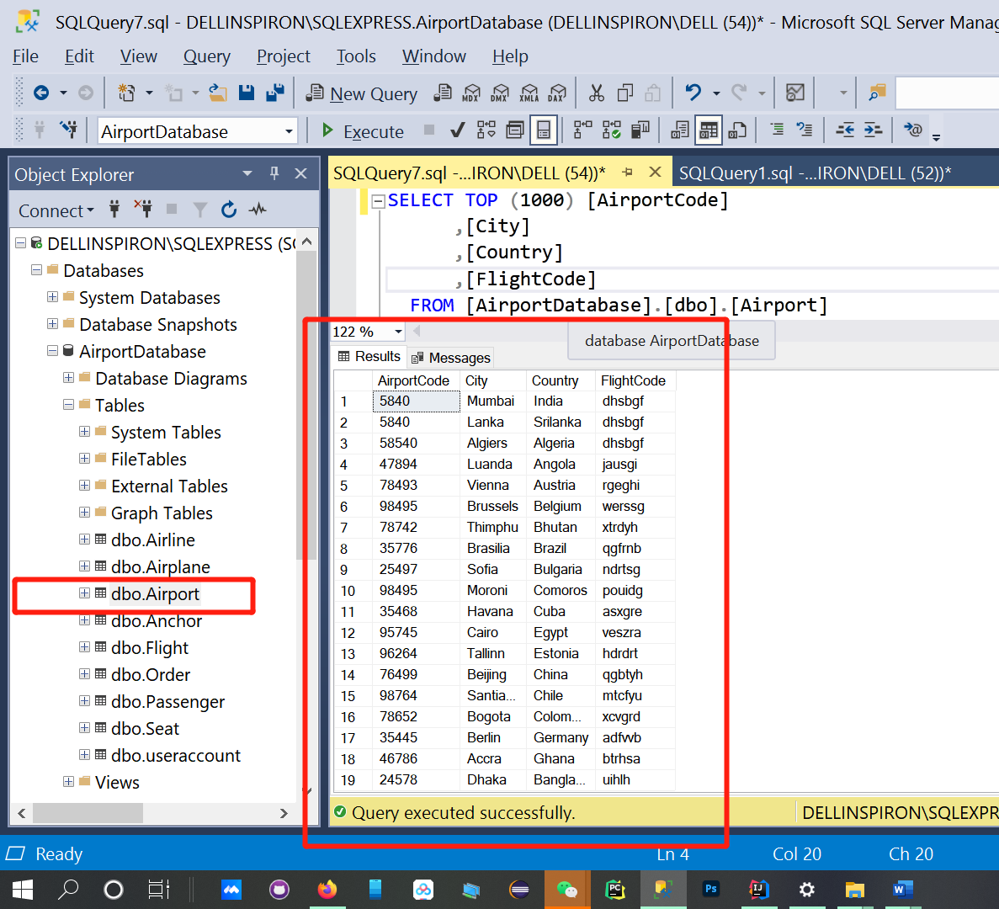 SQLQuery7.sql - DELLINSPIRON\SQLEXPRESS.AirportDatabase (DELLINSPIRON\DELL (54))* - Microsoft SQL Server Manag
File Edit View Query Project Tools Window Help
New Query MDX DMX XMLA DAX
AirportDatabase Execute
Object Explorer
Connect
DELLINSPIRON\SQLEXPRESS (SQ
Databases
System Databases
Database Snapshots
AirportDatabase
Database Diagrams
Tables
System Tables
FileTables
External Tables
Graph Tables
dbo.Airline
dbo.Airplane
dbo.Airport
dbo.Anchor
dbo.Flight
dbo.Order
dbo.Passenger
dbo.Seat
dbo.useraccount
Views
SQLQuery7.sql -...IRON\DELL (54))* SQLQuery1.sql -...IRON\DELL (52))*
SELECT TOP (1000) [AirportCode]
,[City]
,[Country]
,[FlightCode]
FROM [AirportDatabase].[dbo].[Airport]
122 %
database AirportDatabase
Results Messages
AirportCode City Country FlightCode
1 5840 Mumbai India dhsbgf
2 5840 Lanka Srilanka dhsbgf
3 58540 Algiers Algeria dhsbgf
4 47894 Luanda Angola jausgi
5 78493 Vienna Austria rgeghi
6 98495 Brussels Belgium werssg
7 78742 Thimphu Bhutan xtrdyh
8 35776 Brasilia Brazil qgfrnb
9 25497 Sofia Bulgaria ndrtsg
10 98495 Moroni Comoros pouidg
11 35468 Havana Cuba asxgre
12 95745 Cairo Egypt veszra
13 96264 Tallinn Estonia hdrdrt
14 76499 Beijing China qgbtyh
15 98764 Santia... Chile mtcfyu
16 78652 Bogota Colom... xcvgrd
17 35445 Berlin Germany adfvvb
18 46786 Accra Ghana btrhsa
19 24578 Dhaka Bangla... uihlh
Query executed successfully. DELLINSPIRON\SQLEXPR
Ready Ln 4 Col 20 Ch 20
PC Ps IJ W